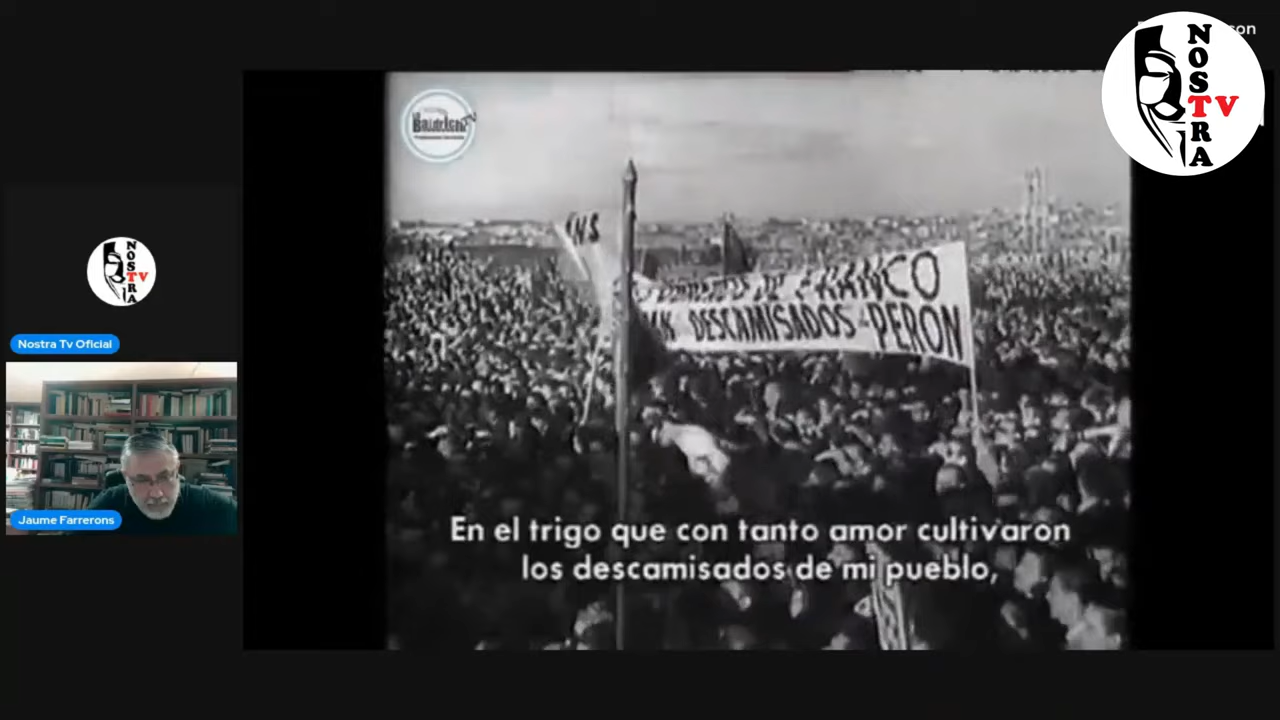 NOSTRA
TV
Nostra Tv Oficial
Jaume Farrerons
FRANCO
DESCAMISADOS - PERON
En el trigo que con tanto amor cultivaron
los descamisados de mi pueblo,